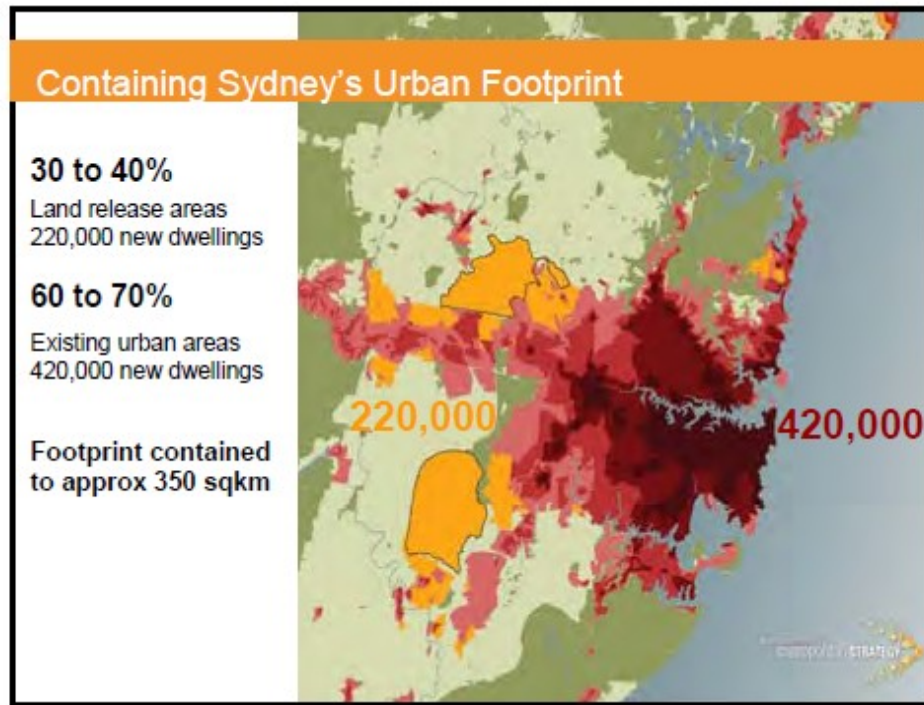 Containing Sydney's Urban Footprint
30 to 40%
Land release areas
220,000 new dwellings
60 to 70%
Existing urban areas
420,000 new dwellings
Footprint contained
to approx 350 sqkm
220,000
420,000
metropolitan STRATEGY